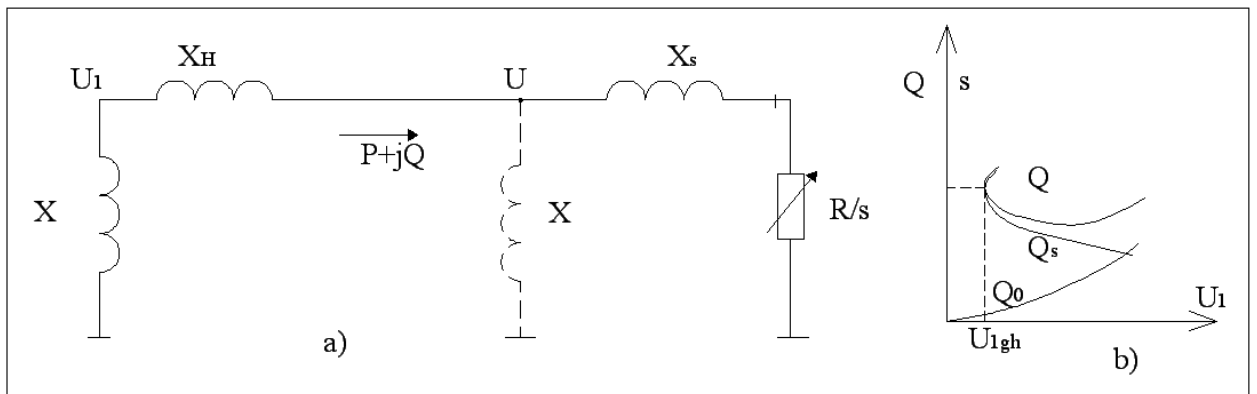 U1 XH U Xs
P+jQ
X X R/s
a)
Q s
Q
Qs
Q0
U1
U1gh
b)